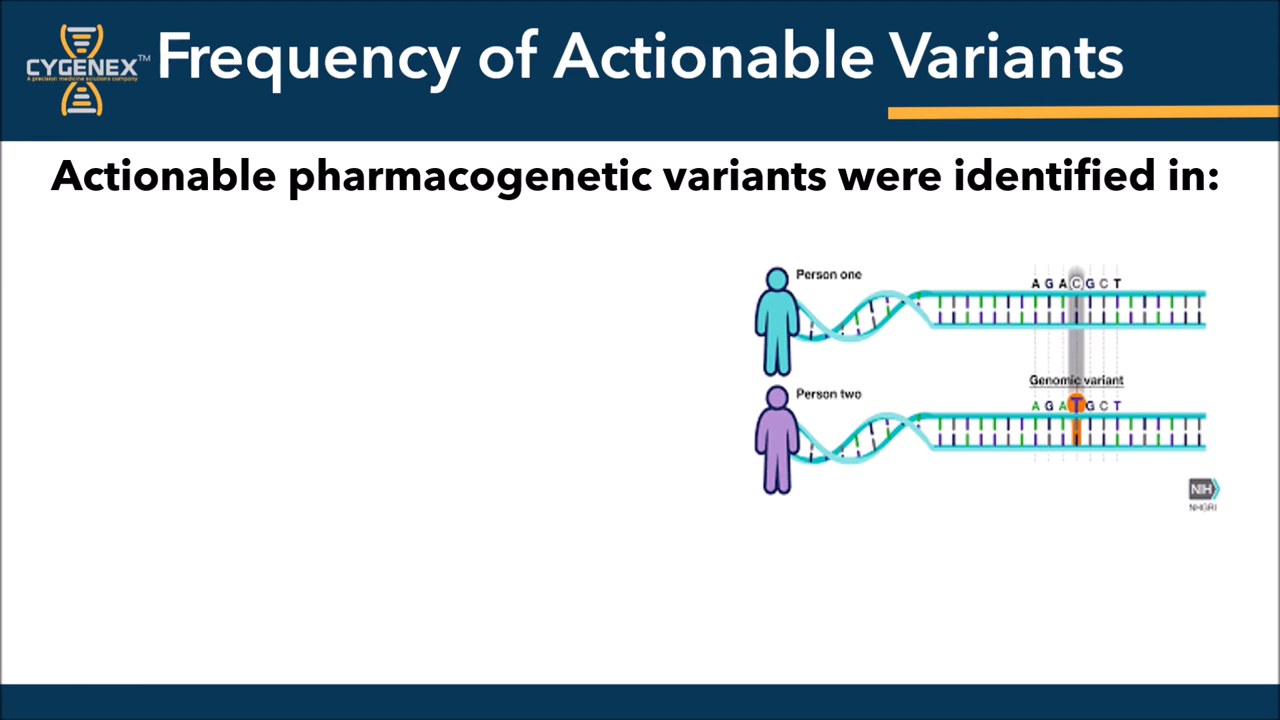 CYGENEX™
A precision medicine solutions company
Frequency of Actionable Variants
Actionable pharmacogenetic variants were identified in:
Person one
A G A C G C T
Genomic variant
Person two
A G A T G C T
NIH
NHGRI